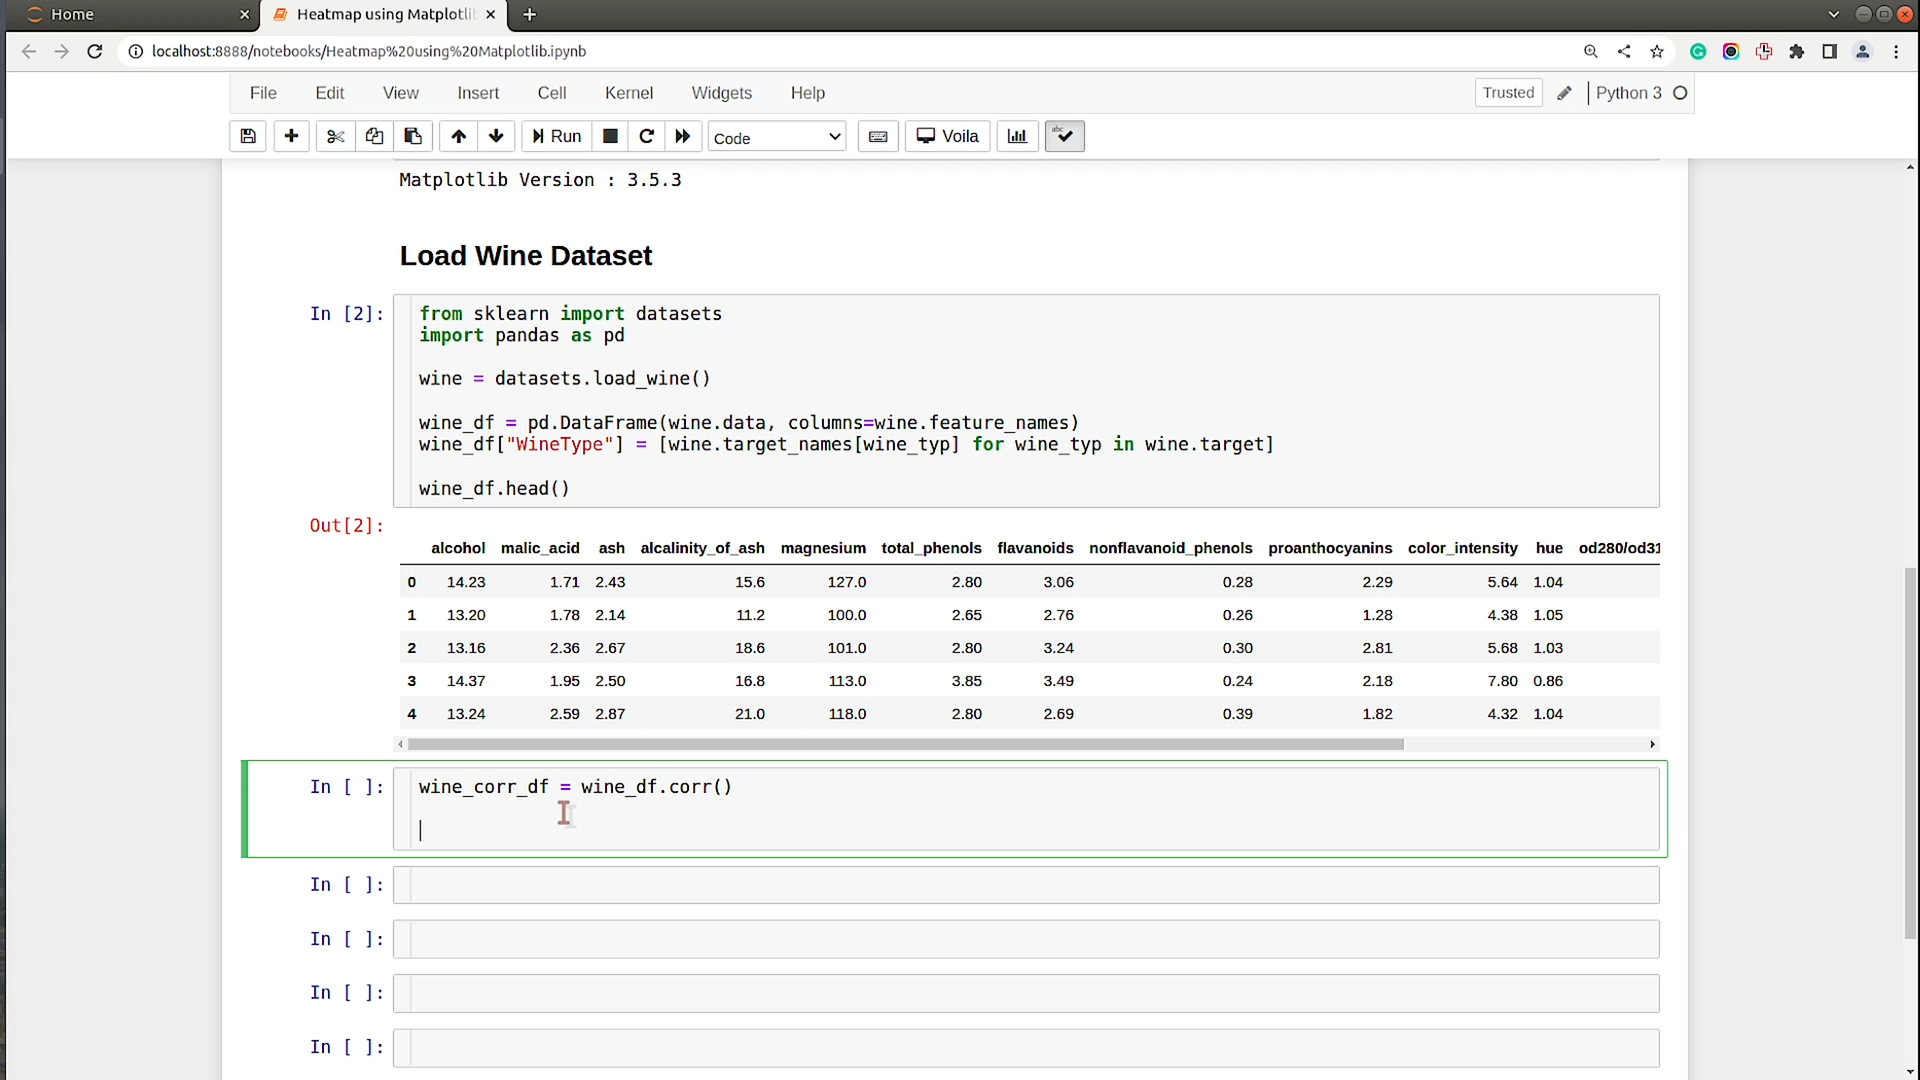 Home
Heatmap using Matplotli
localhost:8888/notebooks/Heatmap%20using%20Matplotlib.ipynb
File Edit View Insert Cell Kernel Widgets Help
Trusted Python 3
Run Code Voila
Matplotlib Version : 3.5.3
Load Wine Dataset
In [2]:
from sklearn import datasets
import pandas as pd
wine = datasets.load_wine()
wine_df = pd.DataFrame(wine.data, columns=wine.feature_names)
wine_df["WineType"] = [wine.target_names[wine_typ] for wine_typ in wine.target]
wine_df.head()
Out[2]:
alcohol malic_acid ash alcalinity_of_ash magnesium total_phenols flavanoids nonflavanoid_phenols proanthocyanins color_intensity hue od280/od31
0 14.23 1.71 2.43 15.6 127.0 2.80 3.06 0.28 2.29 5.64 1.04
1 13.20 1.78 2.14 11.2 100.0 2.65 2.76 0.26 1.28 4.38 1.05
2 13.16 2.36 2.67 18.6 101.0 2.80 3.24 0.30 2.81 5.68 1.03
3 14.37 1.95 2.50 16.8 113.0 3.85 3.49 0.24 2.18 7.80 0.86
4 13.24 2.59 2.87 21.0 118.0 2.80 2.69 0.39 1.82 4.32 1.04
In [ ]: wine_corr_df = wine_df.corr()
In [ ]:
In [ ]:
In [ ]:
In [ ]: